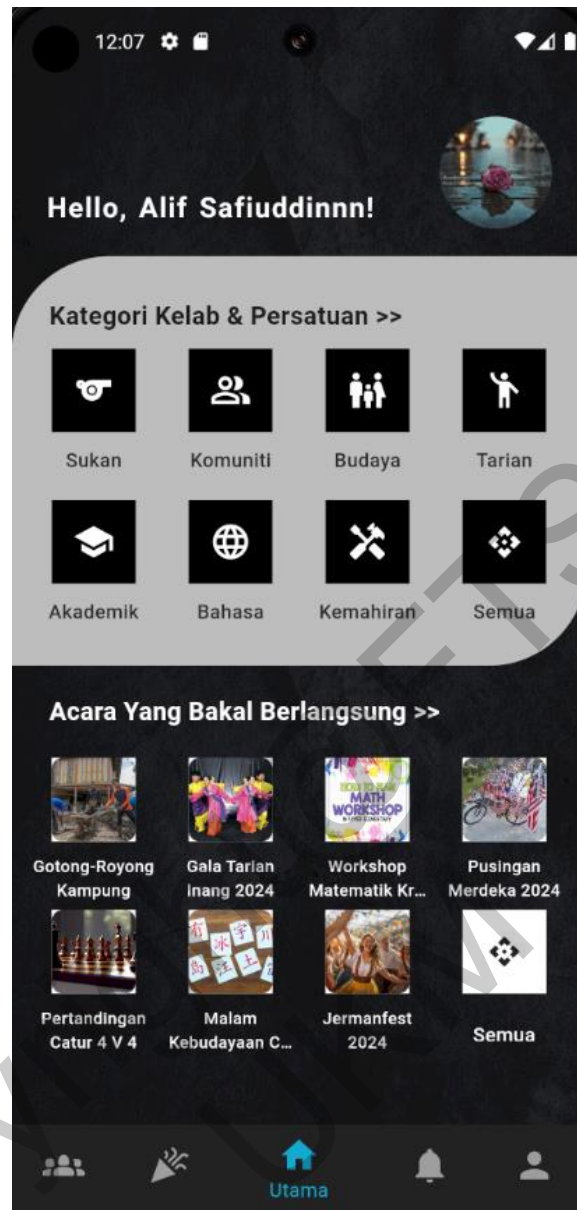 12:07
Hello, Alif Safiuddinnn!
Kategori Kelab & Persatuan >>
Sukan Komuniti Budaya Tarian
Akademik Bahasa Kemahiran Semua
Acara Yang Bakal Berlangsung >>
MATH
WORKSHOP
Gotong-Royong Gala Tarian Workshop Pusingan
Kampung Inang 2024 Matematik Kr... Merdeka 2024
Pertandingan Malam Jermanfest Semua
Catur 4 V 4 Kebudayaan C... 2024
Utama